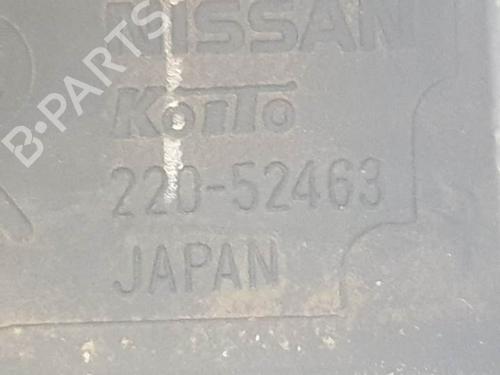 NISSAN
KOITO
220-52463
JAPAN
B-PARTS